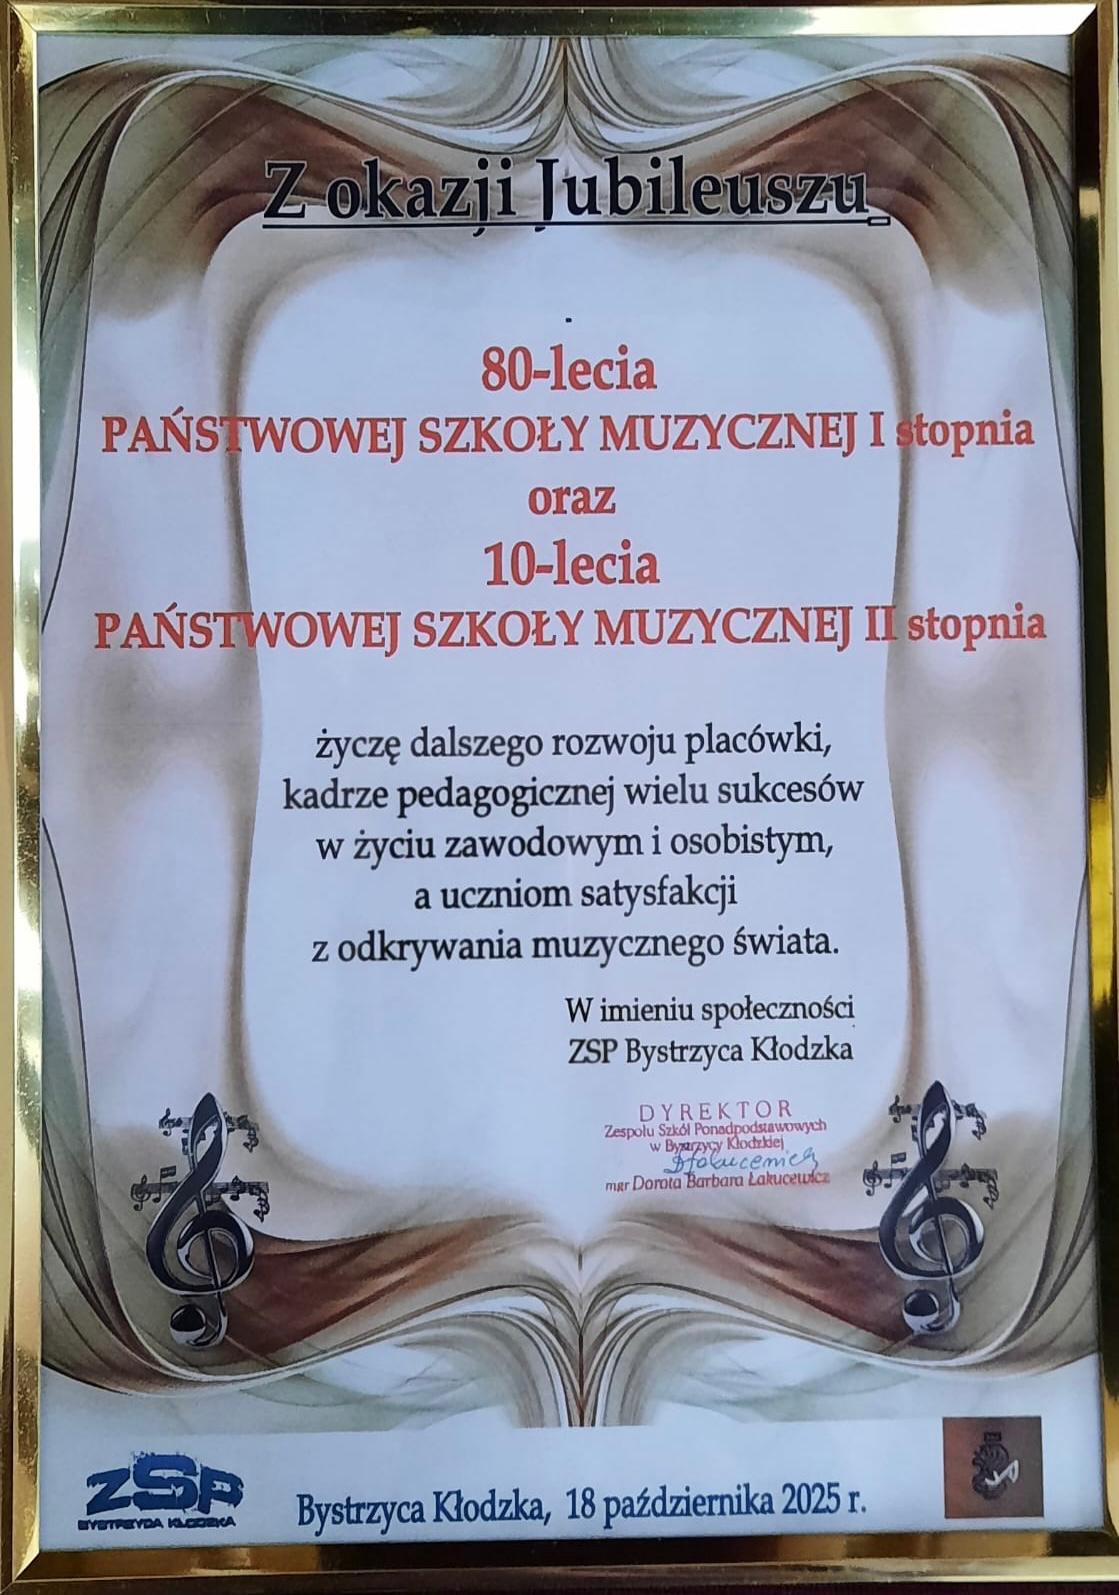 Z okazji Jubileuszu
80-lecia
PAŃSTWOWEJ SZKOŁY MUZYCZNEJ I stopnia
oraz
10-lecia
PAŃSTWOWEJ SZKOŁY MUZYCZNEJ II stopnia
życzę dalszego rozwoju placówki,
kadrze pedagogicznej wielu sukcesów
w życiu zawodowym i osobistym,
a uczniom satysfakcji
z odkrywania muzycznego świata.
W imieniu społeczności
ZSP Bystrzyca Kłodzka
DYREKTOR
Zespołu Szkół Ponadpodstawowych
w Bystrzycy Kłodzkiej
mgr Dorota Barbara Łakucewicz
ZSP
BYSTRZYCA KŁODZKA
Bystrzyca Kłodzka, 18 października 2025 r.